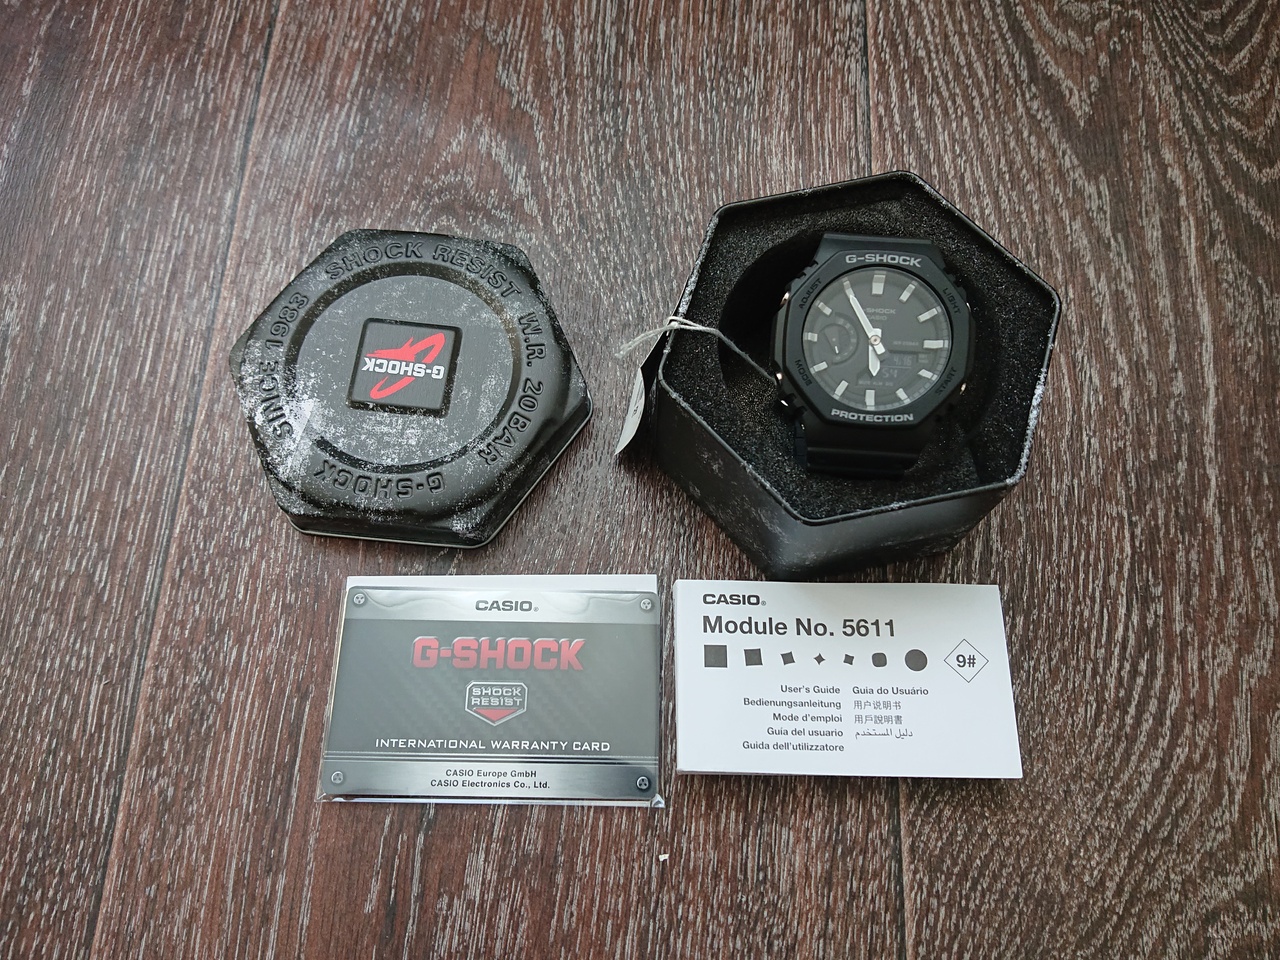 SHOCK RESIST W.R. 20BAR
G-SHOCK
SINCE 1983
G-SHOCK
G-SHOCK
ADJUST
LIGHT
G-SHOCK
CASIO
MODE
START
PROTECTION
CASIO®
G-SHOCK
SHOCK
RESIST
INTERNATIONAL WARRANTY CARD
CASIO Europe GmbH
CASIO Electronics Co., Ltd.
CASIO®
Module No. 5611
9#
User's Guide Guia do Usuário
Bedienungsanleitung 用户说明书
Mode d'emploi 用戶說明書
Guía del usuario دليل المستخدم
Guida dell'utilizzatore